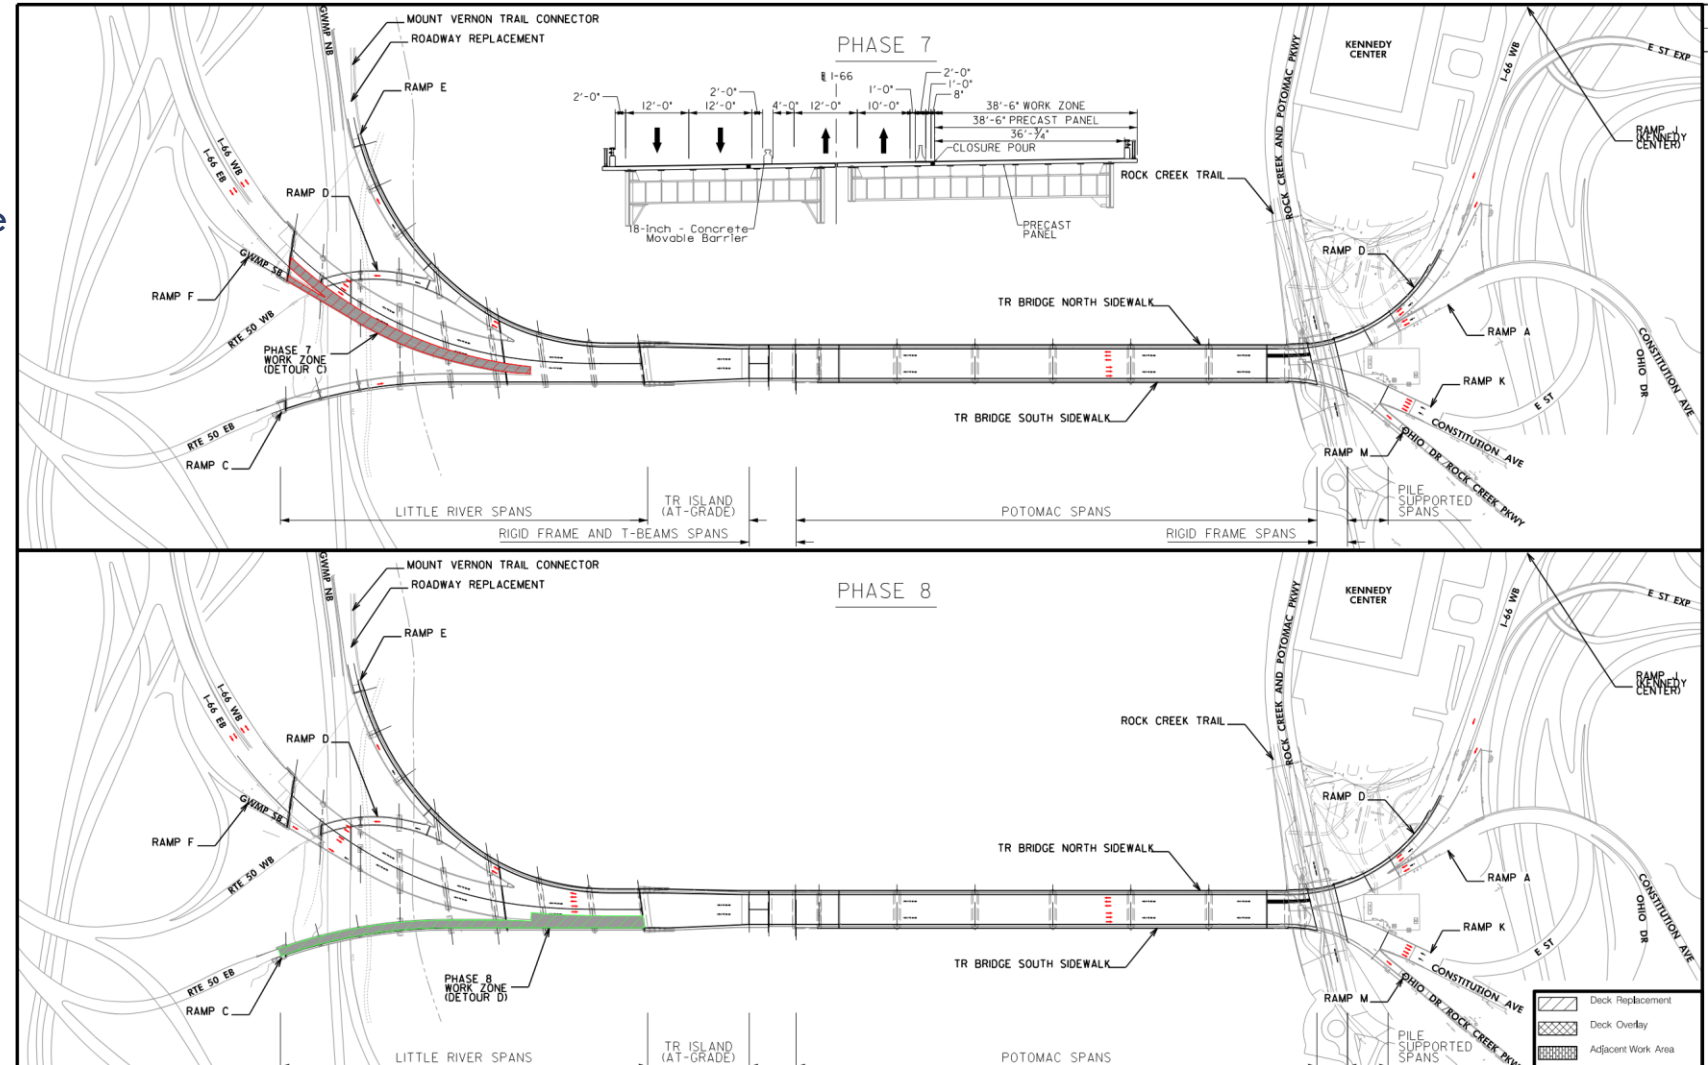 e
GWMP NB
MOUNT VERNON TRAIL CONNECTOR
ROADWAY REPLACEMENT
RAMP E
I-66 WB
I-66 EB
RAMP D
GWMP SB
RAMP F
RTE 50 WB
PHASE 7
WORK ZONE
(DETOUR C)
RTE 50 EB
RAMP C
PHASE 7
I-66
2'-0"
12'-0"
12'-0"
2'-0"
4'-0"
12'-0"
10'-0"
1'-0"
2'-0"
1'-0"
8"
38'-6" WORK ZONE
38'-6" PRECAST PANEL
36'-¾"
CLOSURE POUR
18-inch - Concrete
Movable Barrier
PRECAST
PANEL
ROCK CREEK TRAIL
ROCK CREEK AND POTOMAC PKWY
KENNEDY
CENTER
I-66 WB
E ST EXP
RAMP J
(KENNEDY
CENTER)
RAMP D
TR BRIDGE NORTH SIDEWALK
RAMP A
CONSTITUTION AVE
OHIO DR
RAMP K
E ST
TR BRIDGE SOUTH SIDEWALK
CONSTITUTION AVE
RAMP M
OHIO DR/ROCK CREEK PKWY
LITTLE RIVER SPANS
TR ISLAND
(AT-GRADE)
POTOMAC SPANS
PILE
SUPPORTED
SPANS
RIGID FRAME AND T-BEAMS SPANS
RIGID FRAME SPANS
GWMP NB
MOUNT VERNON TRAIL CONNECTOR
ROADWAY REPLACEMENT
RAMP E
I-66 WB
I-66 EB
RAMP D
GWMP SB
RAMP F
RTE 50 WB
RTE 50 EB
RAMP C
PHASE 8
WORK ZONE
(DETOUR D)
PHASE 8
ROCK CREEK TRAIL
ROCK CREEK AND POTOMAC PKWY
KENNEDY
CENTER
I-66 WB
E ST EXP
RAMP J
(KENNEDY
CENTER)
RAMP D
TR BRIDGE NORTH SIDEWALK
RAMP A
CONSTITUTION AVE
OHIO DR
RAMP K
E ST
TR BRIDGE SOUTH SIDEWALK
CONSTITUTION AVE
RAMP M
OHIO DR/ROCK CREEK
LITTLE RIVER SPANS
TR ISLAND
(AT-GRADE)
POTOMAC SPANS
PILE
SUPPORTED
SPANS
Deck Replacement
Deck Overlay
Adjacent Work Area